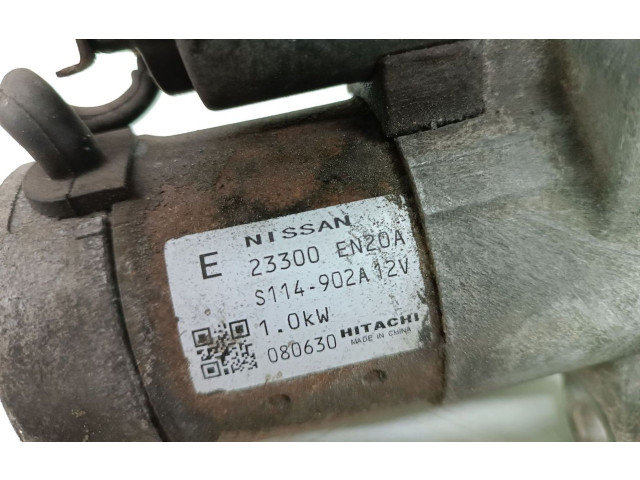 NISSAN
E 23300 EN20A
S114-902A 12V
1.0kW
080630 HITACHI
MADE IN CHINA